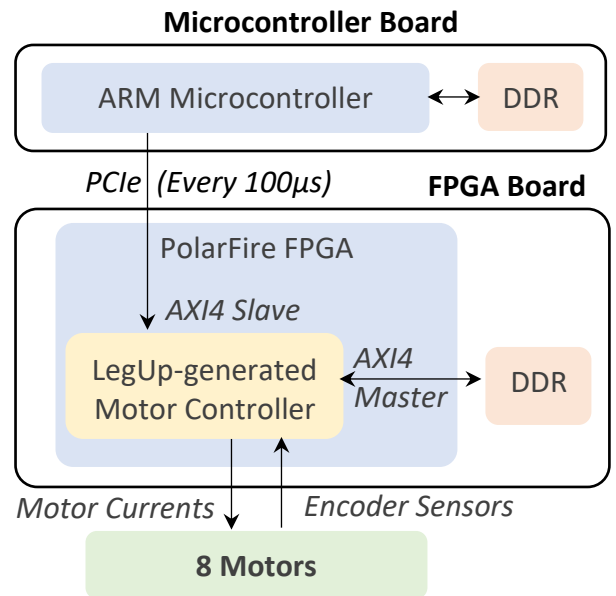 Microcontroller Board
ARM Microcontroller
DDR
PCIe (Every 100µs)
FPGA Board
PolarFire FPGA
AXI4 Slave
LegUp-generated
Motor Controller
AXI4
Master
DDR
Motor Currents
Encoder Sensors
8 Motors